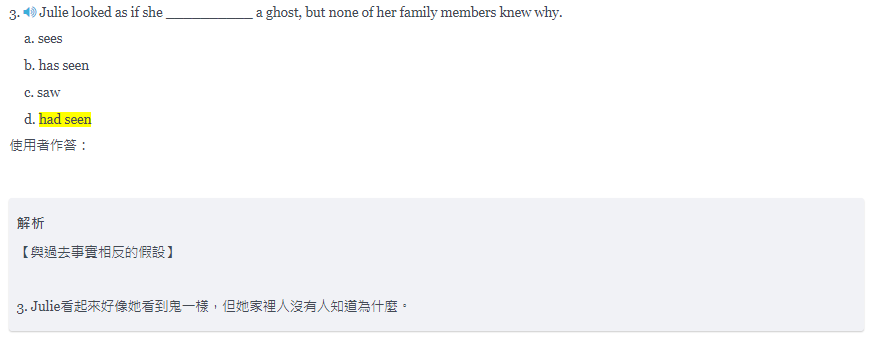 3. Julie looked as if she ____________ a ghost, but none of her family members knew why.
a. sees
b. has seen
c. saw
d. had seen
使用者作答：
解析
【與過去事實相反的假設】
3. Julie看起來好像她看到鬼一樣，但她家裡人沒有人知道為什麼。